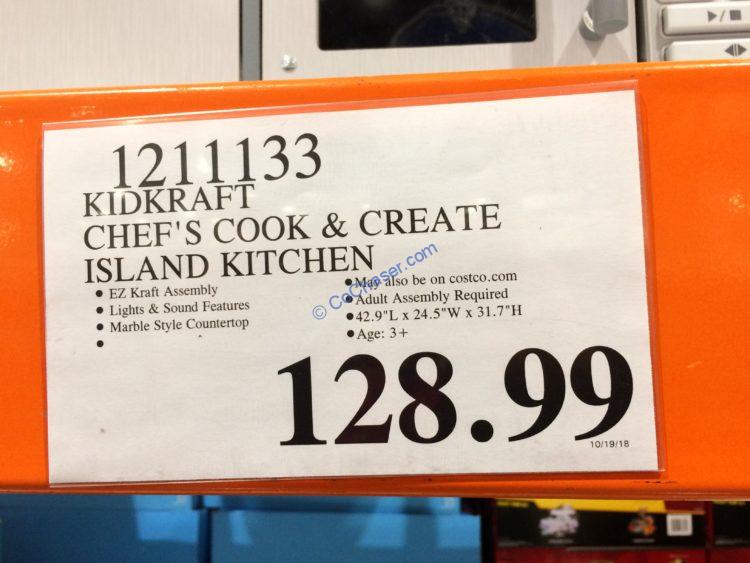 1211133
KIDKRAFT
CHEF'S COOK & CREATE
ISLAND KITCHEN
• EZ Kraft Assembly
• Lights & Sound Features
• Marble Style Countertop
•
• May also be on costco.com
• Adult Assembly Required
• 42.9"L x 24.5"W x 31.7"H
• Age: 3+
128.99
10/19/18
© CoChaser.com